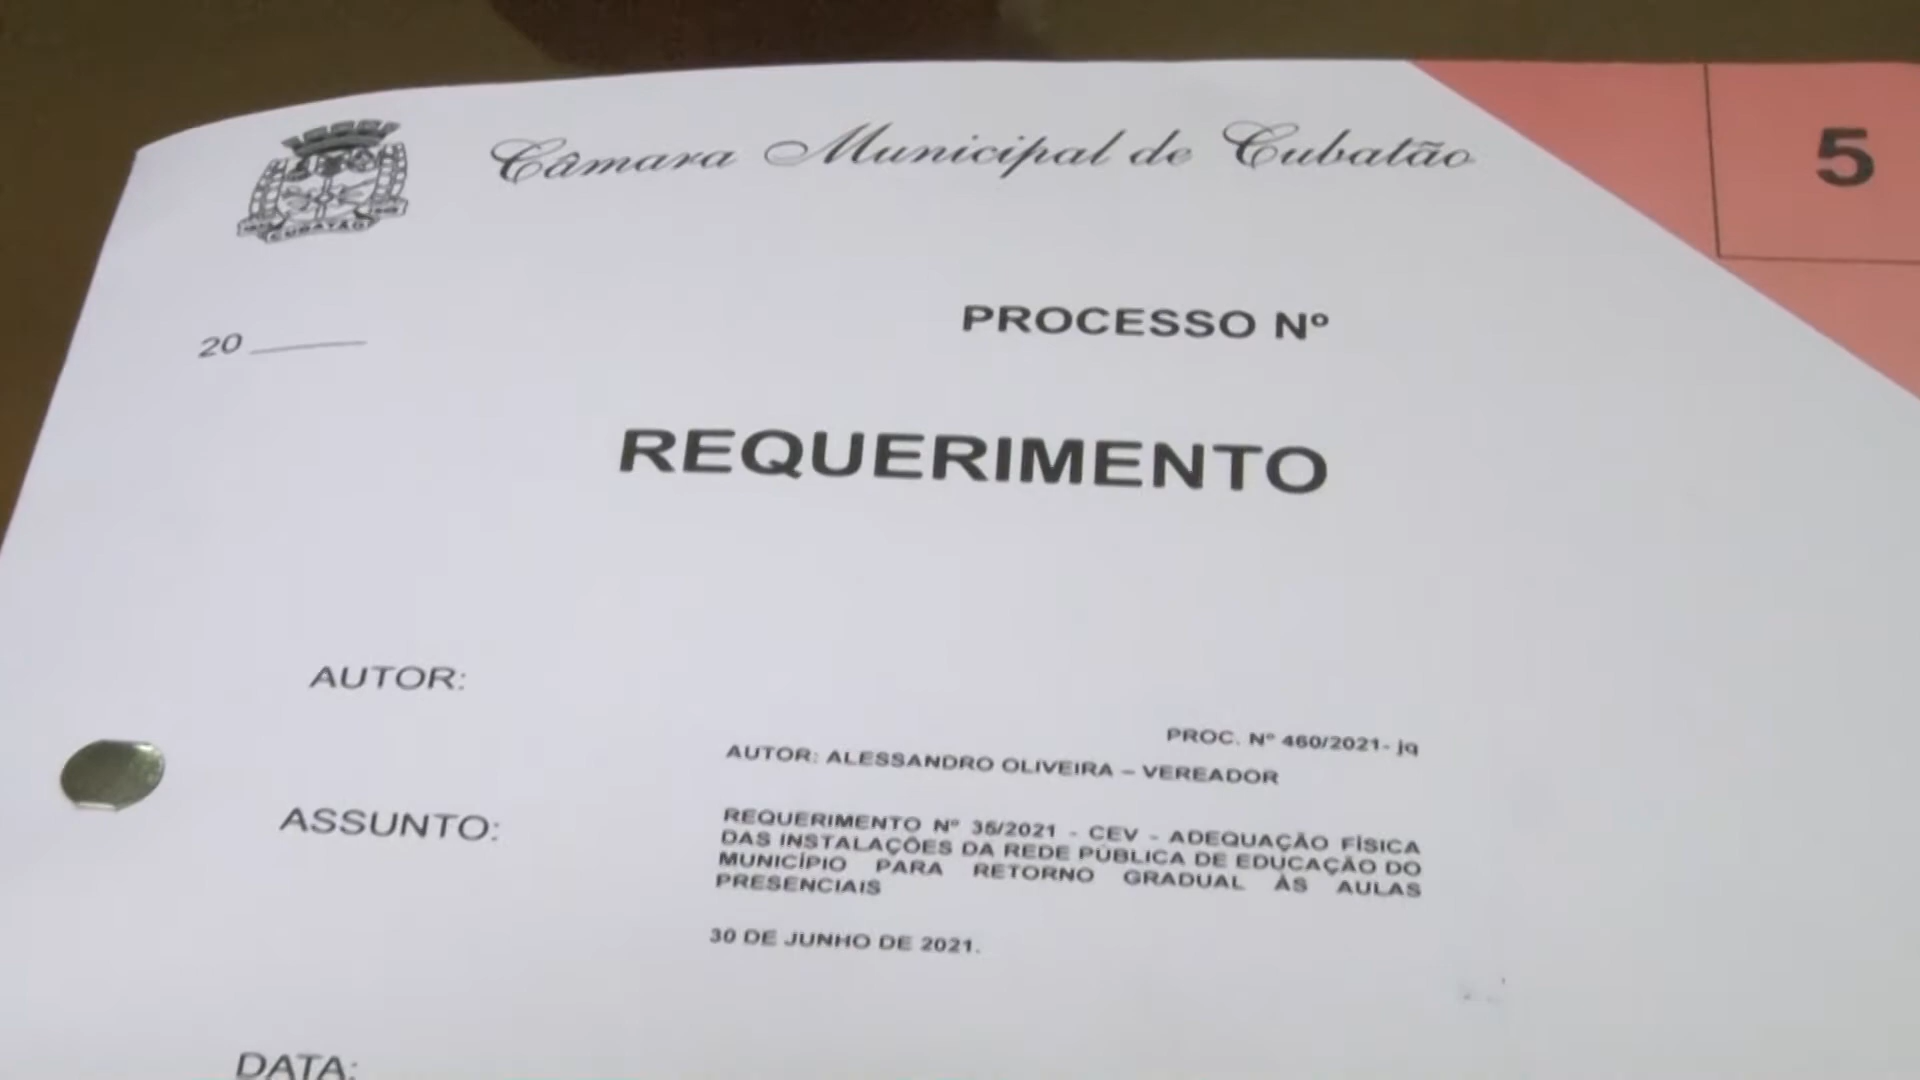 Câmara Municipal de Cubatão
5
CUBATÃO
PROCESSO Nº
20
REQUERIMENTO
AUTOR:
PROC. Nº 460/2021- jq
AUTOR: ALESSANDRO OLIVEIRA – VEREADOR
ASSUNTO:
REQUERIMENTO Nº 35/2021 - CEV - ADEQUAÇÃO FÍSICA
DAS INSTALAÇÕES DA REDE PÚBLICA DE EDUCAÇÃO DO
MUNICÍPIO PARA RETORNO GRADUAL ÀS AULAS
PRESENCIAIS
30 DE JUNHO DE 2021.
DATA: